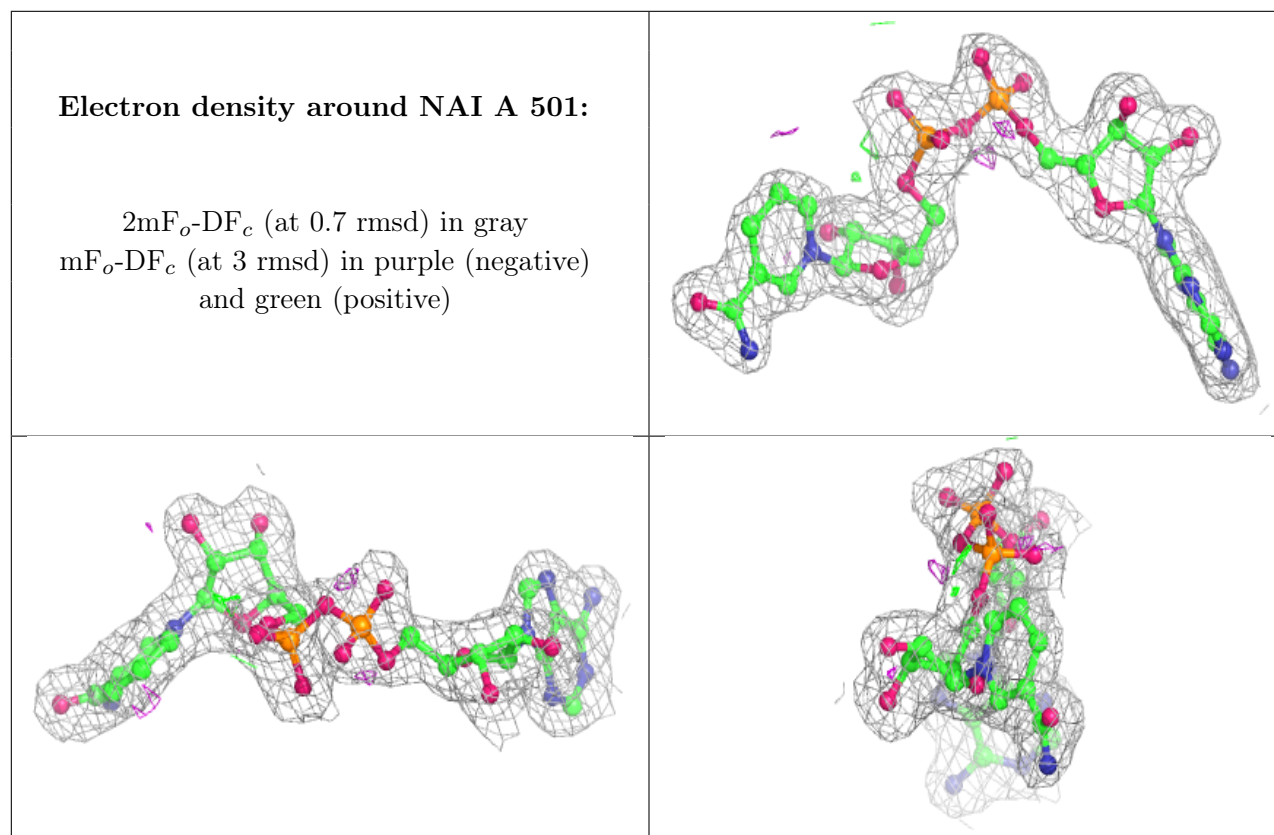 Electron density around NAI A 501:
2mFo-DFc (at 0.7 rmsd) in gray
mFo-DFc (at 3 rmsd) in purple (negative)
and green (positive)